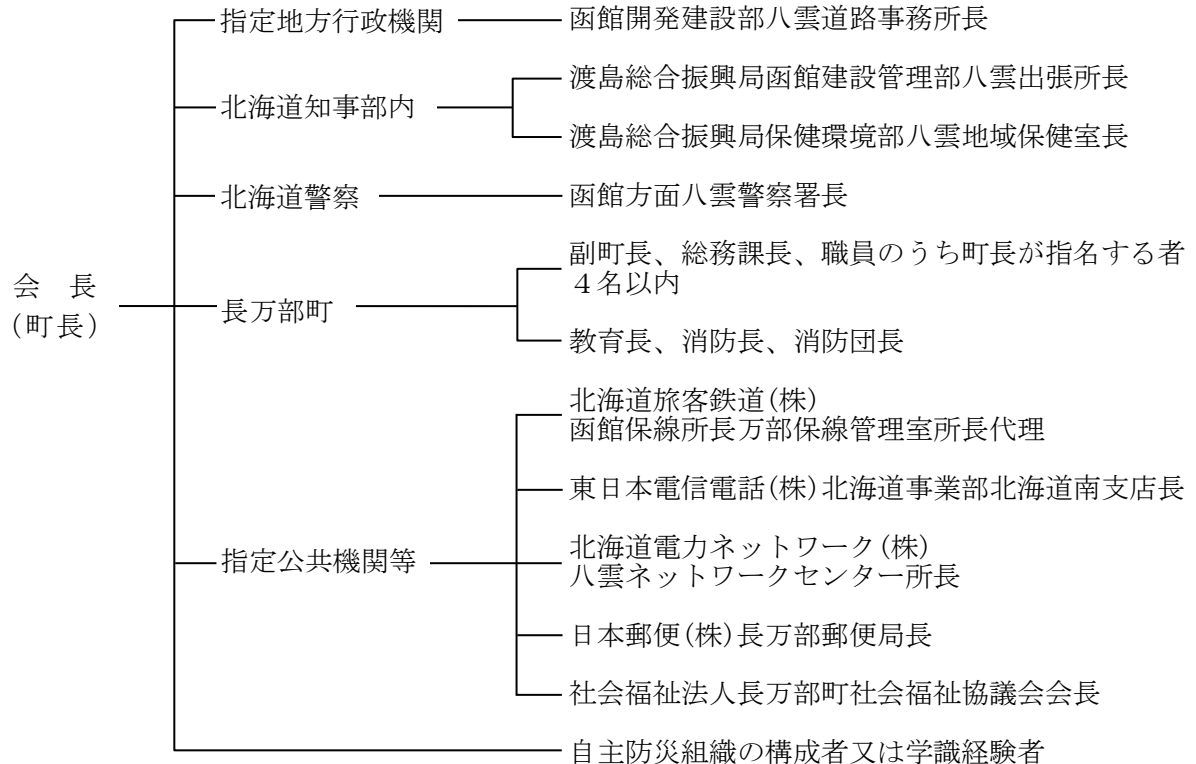 指定地方行政機関
函館開発建設部八雲道路事務所長
北海道知事部内
渡島総合振興局函館建設管理部八雲出張所長
渡島総合振興局保健環境部八雲地域保健室長
北海道警察
函館方面八雲警察署長
会　長
(町長)
長万部町
副町長、総務課長、職員のうち町長が指名する者
４名以内
教育長、消防長、消防団長
指定公共機関等
北海道旅客鉄道(株)
函館保線所長万部保線管理室所長代理
東日本電信電話(株)北海道事業部北海道南支店長
北海道電力ネットワーク(株)
八雲ネットワークセンター所長
日本郵便(株)長万部郵便局長
社会福祉法人長万部町社会福祉協議会会長
自主防災組織の構成者又は学識経験者